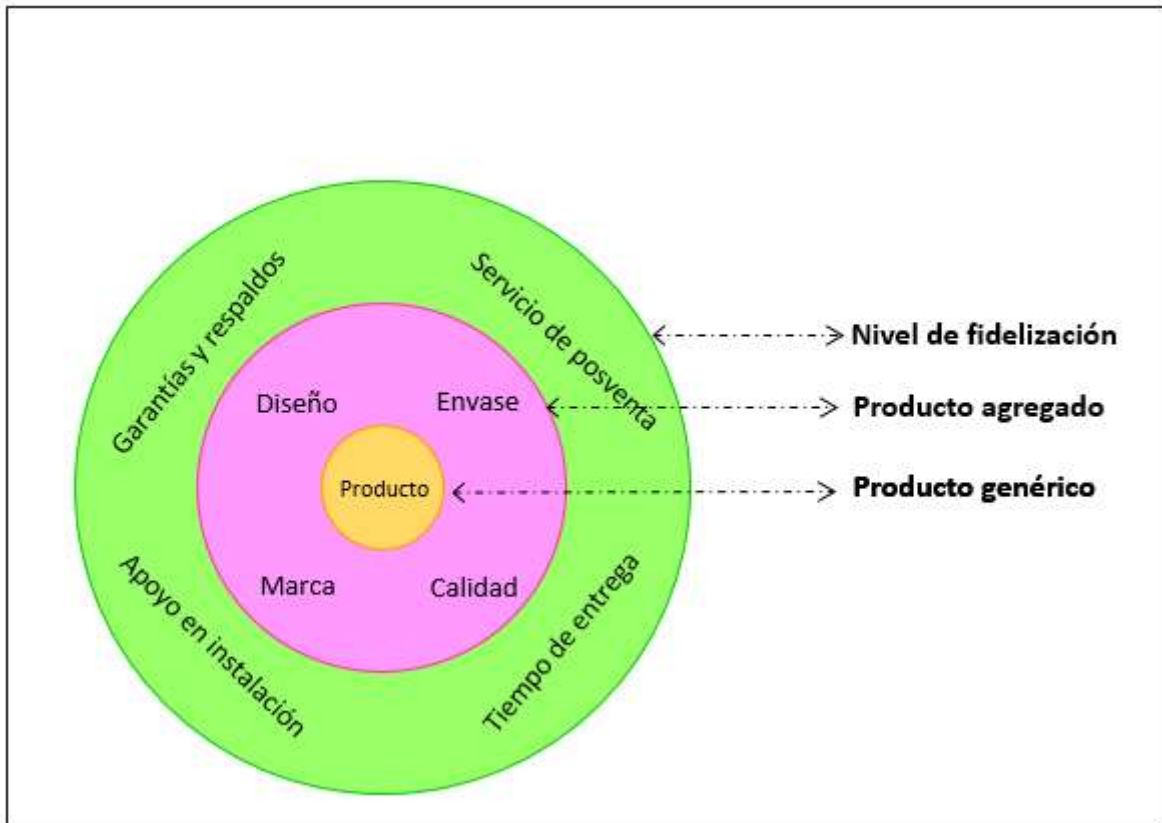 Garantías y respaldos
Servicio de posventa
Diseño
Envase
Producto
Marca
Calidad
Apoyo en instalación
Tiempo de entrega
Nivel de fidelización
Producto agregado
Producto genérico